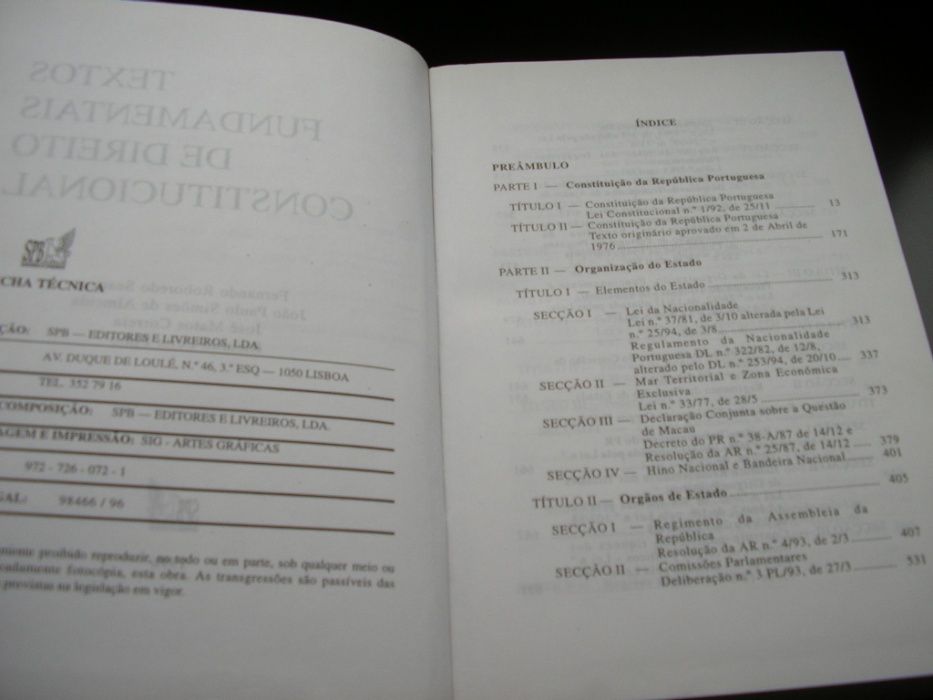 TEXTOS
FUNDAMENTAIS
DE DIREITO
CONSTITUCIONAL
SPB
Fernando Roboredo
João Paulo Simões de Almeida
José Matos Correia
CHA TÉCNICA
ÇÃO: SPB — EDITORES E LIVREIROS, LDA.
AV. DUQUE DE LOULÉ, N.º 46, 3.º ESQ — 1050 LISBOA
TEL. 352 79 16
COMPOSIÇÃO: SPB — EDITORES E LIVREIROS, LDA.
AGEM E IMPRESSÃO: SIG - ARTES GRÁFICAS
972 - 726 - 072 - 1
GAL: 98466 / 96
proibido reproduzir, no todo ou em parte, sob qualquer meio ou
fotocópia, esta obra. As transgressões são passíveis das
previstas na legislação em vigor.
ÍNDICE
PREÂMBULO
PARTE I — Constituição da República Portuguesa
TÍTULO I — Constituição da República Portuguesa
Lei Constitucional n.º 1/92, de 25/11 13
TÍTULO II — Constituição da República Portuguesa
Texto originário aprovado em 2 de Abril de
1976 171
PARTE II — Organização do Estado
TÍTULO I — Elementos do Estado 313
SECÇÃO I — Lei da Nacionalidade
Lei n.º 37/81, de 3/10 alterada pela Lei
n.º 25/94, de 3/8 313
Regulamento da Nacionalidade
Portuguesa DL n.º 322/82, de 12/8,
alterado pelo DL n.º 253/94, de 20/10 337
SECÇÃO II — Mar Territorial e Zona Económica
Exclusiva
Lei n.º 33/77, de 28/5 373
SECÇÃO III — Declaração Conjunta sobre a Questão
de Macau
Decreto do PR n.º 38-A/87 de 14/12 e
Resolução da AR n.º 25/87, de 14/12 379
SECÇÃO IV — Hino Nacional e Bandeira Nacional 401
TÍTULO II — Orgãos de Estado 405
SECÇÃO I — Regimento da Assembleia da
República
Resolução da AR n.º 4/93, de 2/3 407
SECÇÃO II — Comissões Parlamentares
Deliberação n.º 3 PL/93, de 27/3 531